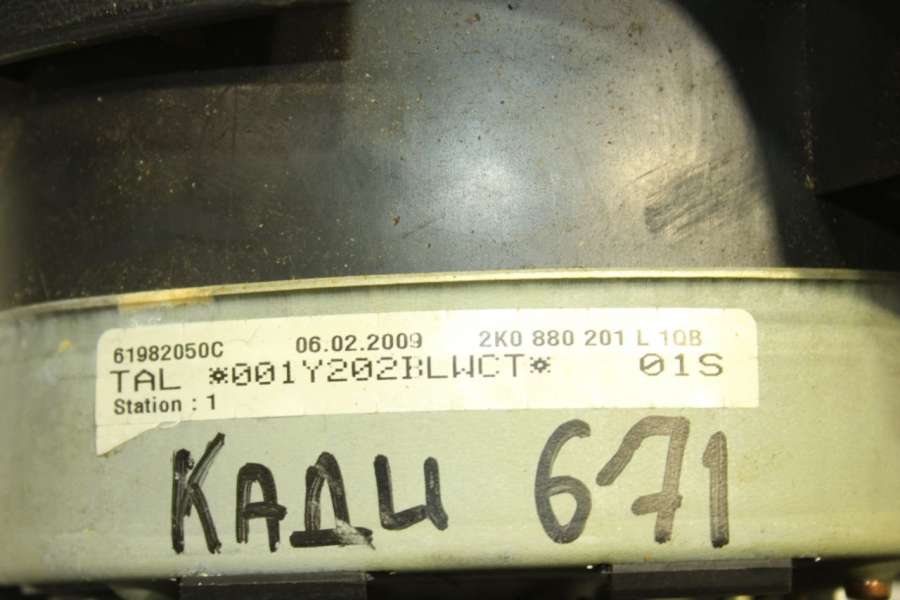 61982050C 06.02.2009 2K0 880 201 L 1QB
TAL *001Y202BLWCT* 01S
Station : 1
КАДИ 671